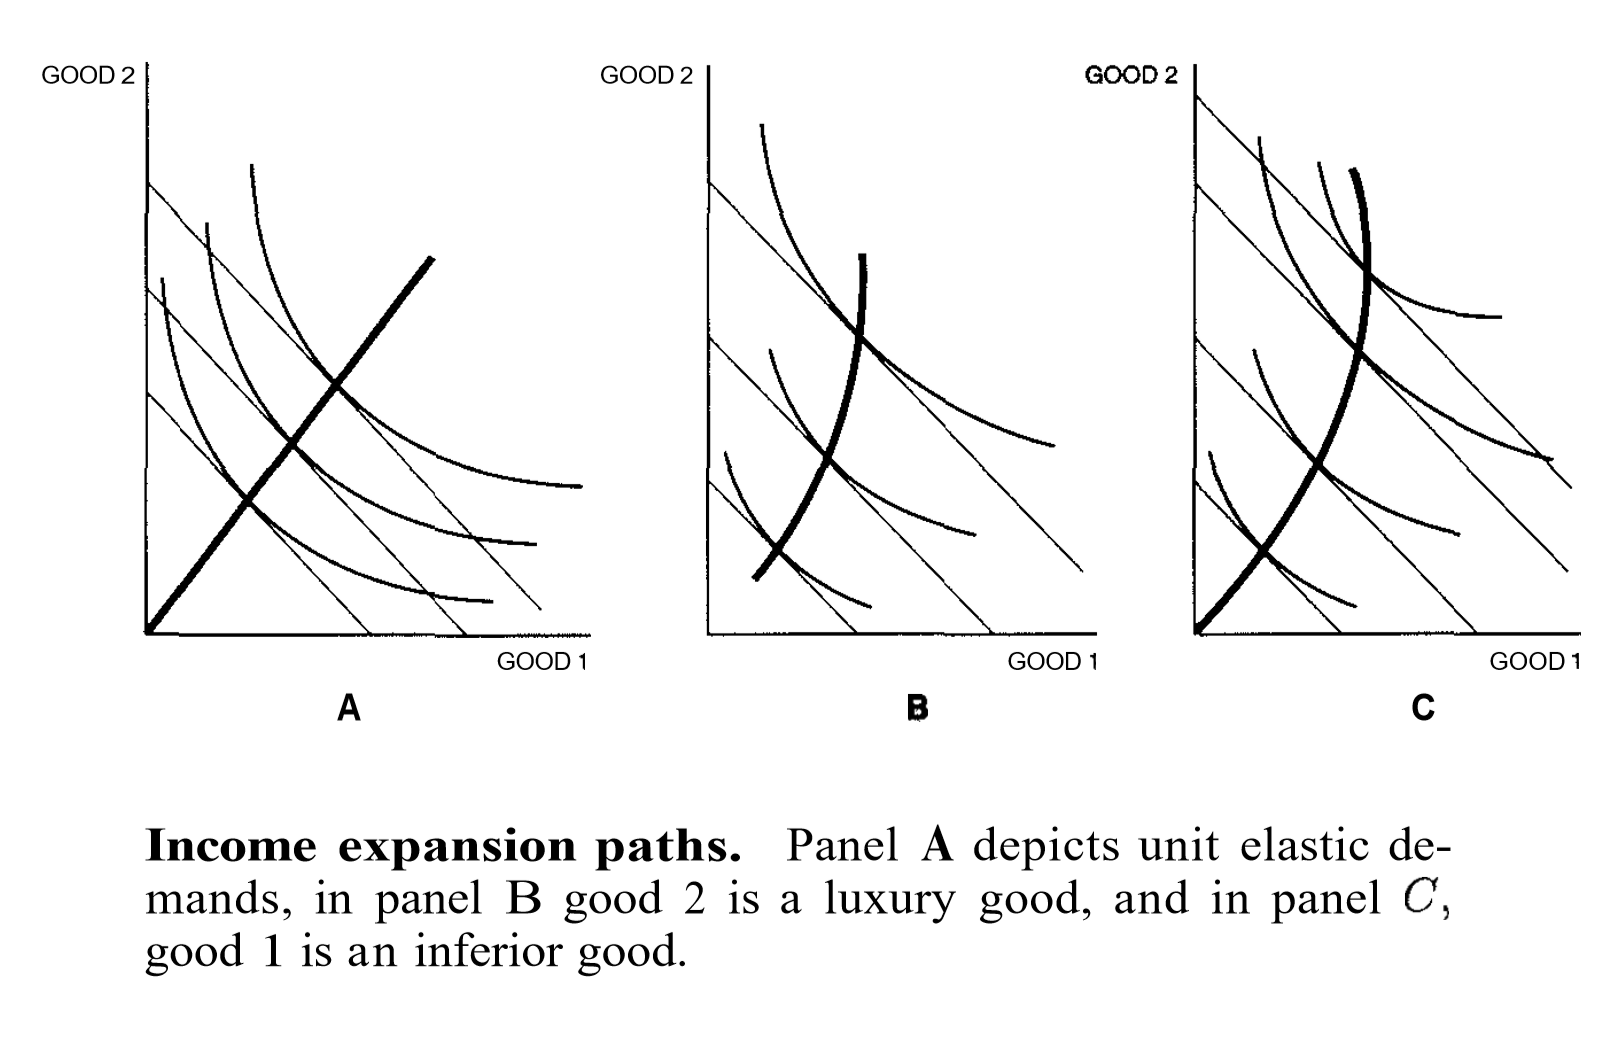 GOOD 2 GOOD 2 GOOD 2
GOOD 1 GOOD 1 GOOD 1
A B C
Income expansion paths. Panel A depicts unit elastic de-
mands, in panel B good 2 is a luxury good, and in panel C,
good 1 is an inferior good.